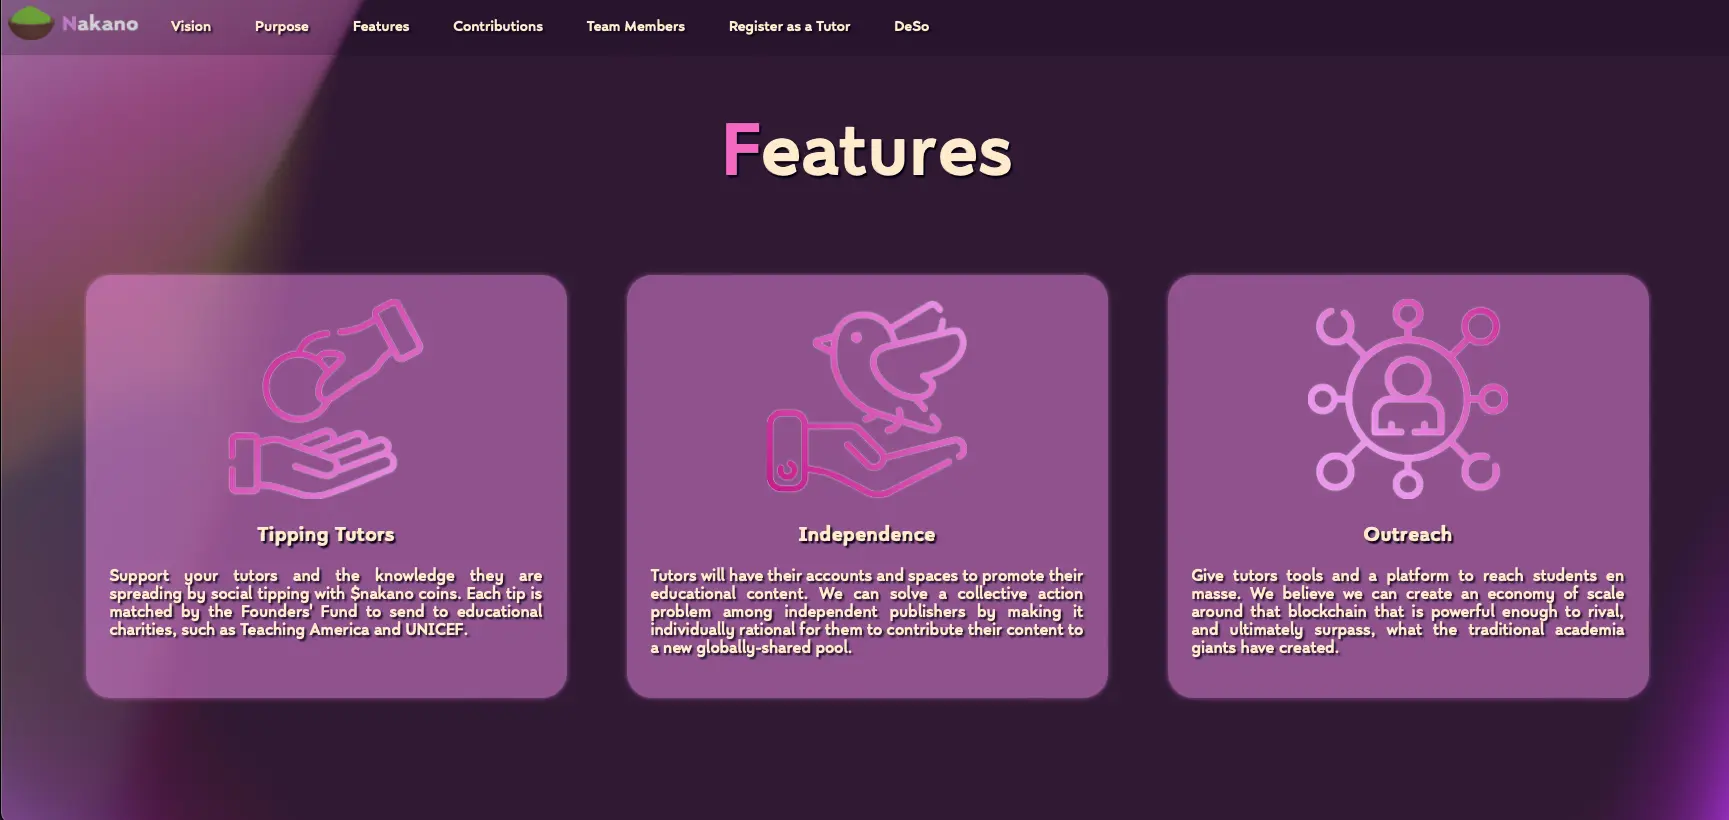 Nakano
Vision
Purpose
Features
Contributions
Team Members
Register as a Tutor
DeSo
Features
Tipping Tutors
Support your tutors and the knowledge they are
spreading by social tipping with $nakano coins. Each tip is
matched by the Founders' Fund to send to educational
charities, such as Teaching America and UNICEF.
Independence
Tutors will have their accounts and spaces to promote their
educational content. We can solve a collective action
problem among independent publishers by making it
individually rational for them to contribute their content to
a new globally-shared pool.
Outreach
Give tutors tools and a platform to reach students en
masse. We believe we can create an economy of scale
around that blockchain that is powerful enough to rival,
and ultimately surpass, what the traditional academia
giants have created.